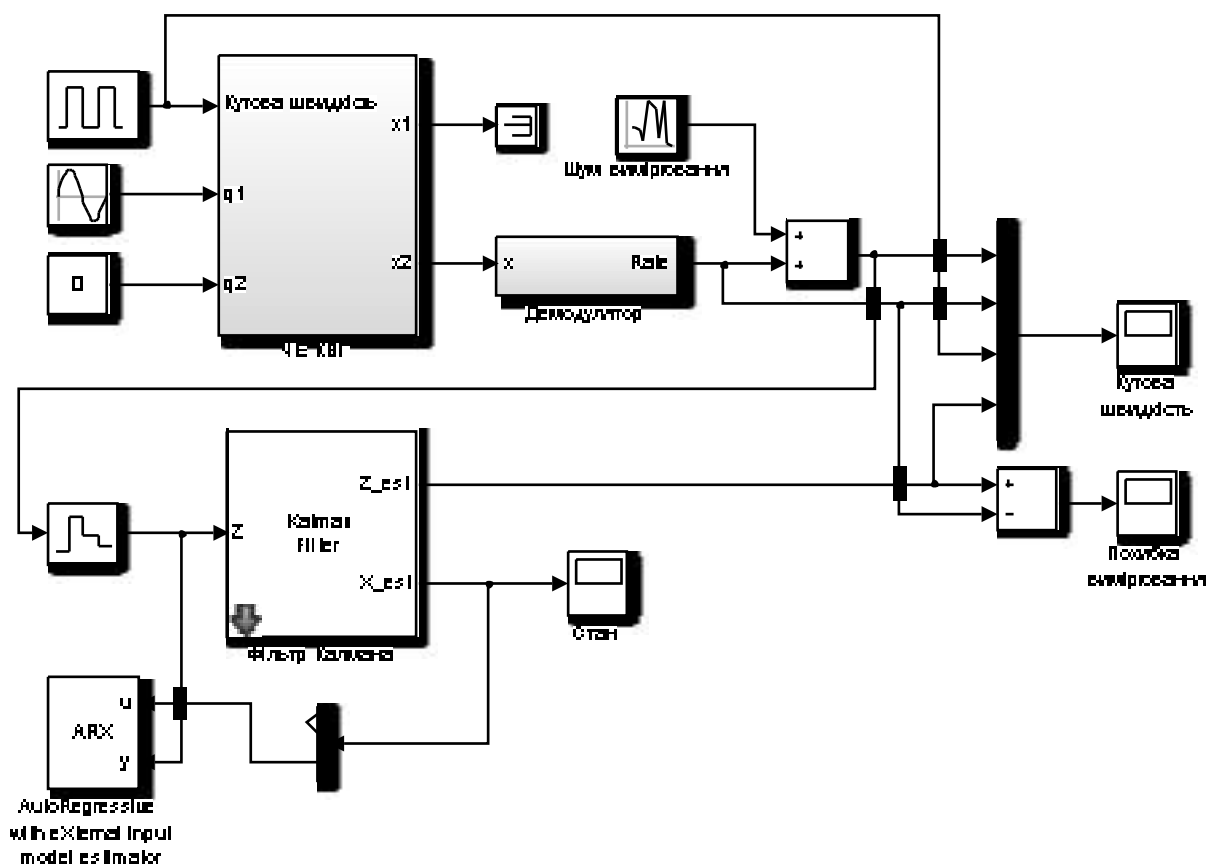 Кутова швидкість
x1
q1
x2
q2
0
Шум вимірювання
+
+
x
Rate
Демодулятор
ЧЕ КВГ
Кутова
швидкість
Z
Kalman
Filter
Z_est
X_est
Фільтр Калмана
+
−
Похибка
вимірювання
Стан
u
ARX
y
AutoRegressive
with eXternal input
model estimator